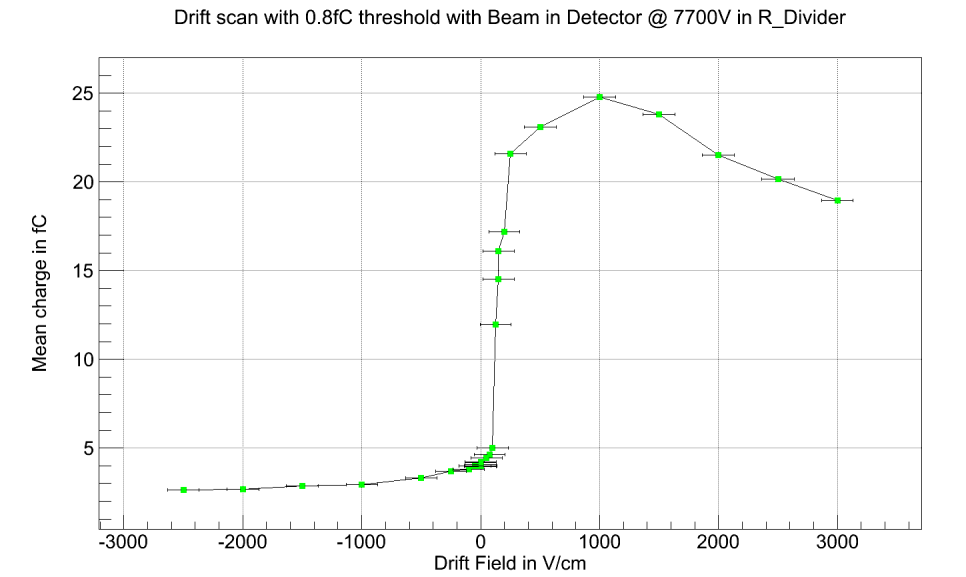 Drift scan with 0.8fC threshold with Beam in Detector @ 7700V in R_Divider
Mean charge in fC
25
20
15
10
5
-3000 -2000 -1000 0 1000 2000 3000
Drift Field in V/cm